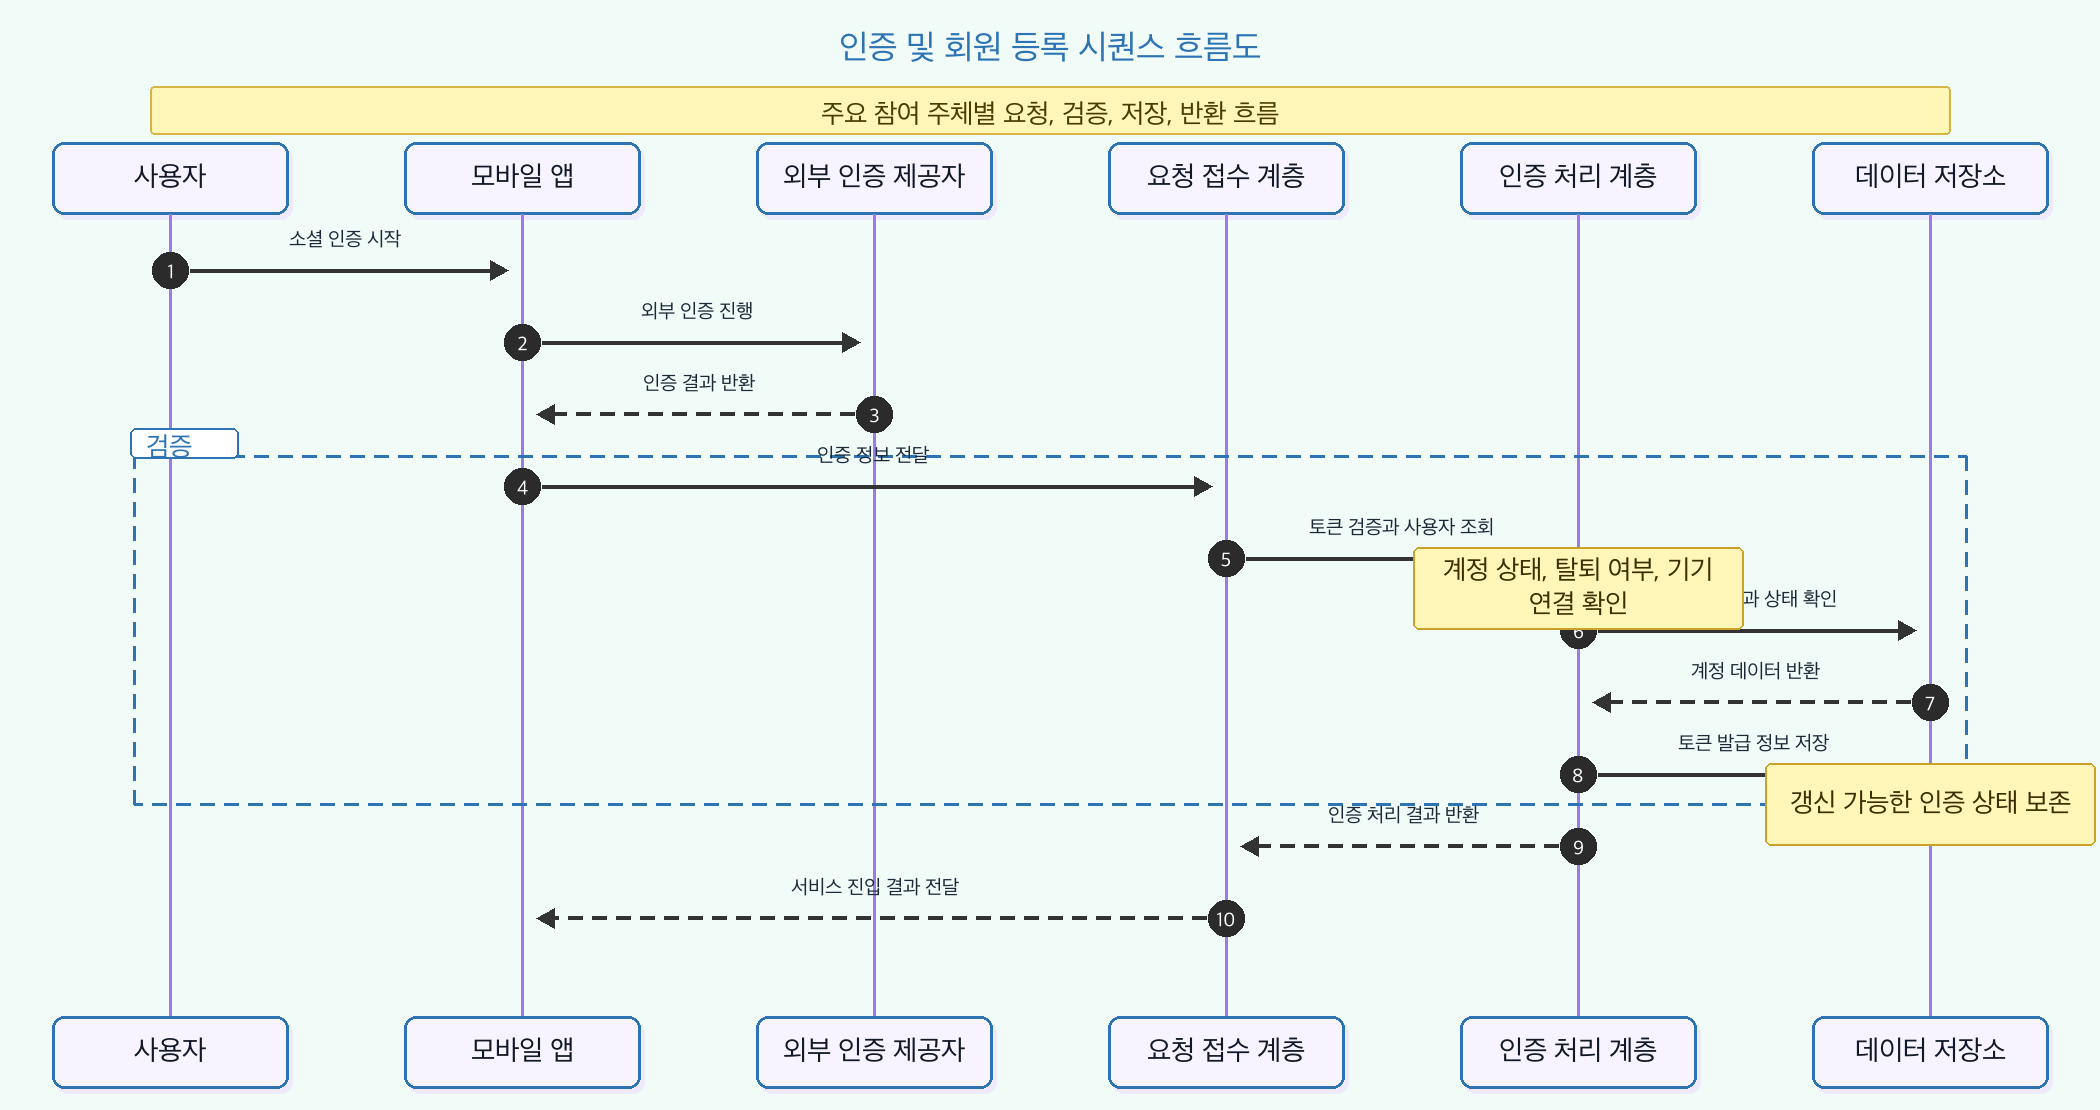 인증 및 회원 등록 시퀀스 흐름도
주요 참여 주체별 요청, 검증, 저장, 반환 흐름
사용자
모바일 앱
외부 인증 제공자
요청 접수 계층
인증 처리 계층
데이터 저장소
소셜 인증 시작
1
외부 인증 진행
2
인증 결과 반환
3
검증
인증 정보 전달
4
토큰 검증과 사용자 조회
5
계정 상태, 탈퇴 여부, 기기
연결 확인
과 상태 확인
6
계정 데이터 반환
7
토큰 발급 정보 저장
8
갱신 가능한 인증 상태 보존
인증 처리 결과 반환
9
서비스 진입 결과 전달
10
사용자
모바일 앱
외부 인증 제공자
요청 접수 계층
인증 처리 계층
데이터 저장소